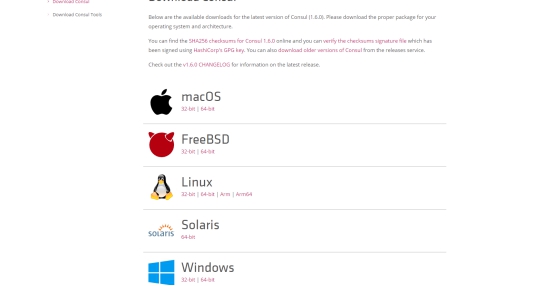 Download Consul
Download Consul Tools
Download Consul
Below are the available downloads for the latest version of Consul (1.6.0). Please download the proper package for your
operating system and architecture.
You can find the SHA256 checksums for Consul 1.6.0 online and you can verify the checksums signature file which has
been signed using HashiCorp's GPG key. You can also download older versions of Consul from the releases service.
Check out the v1.6.0 CHANGELOG for information on the latest release.
macOS
32-bit | 64-bit
FreeBSD
32-bit | 64-bit
Linux
32-bit | 64-bit | Arm | Arm64
solaris
Solaris
64-bit
Windows
32-bit | 64-bit